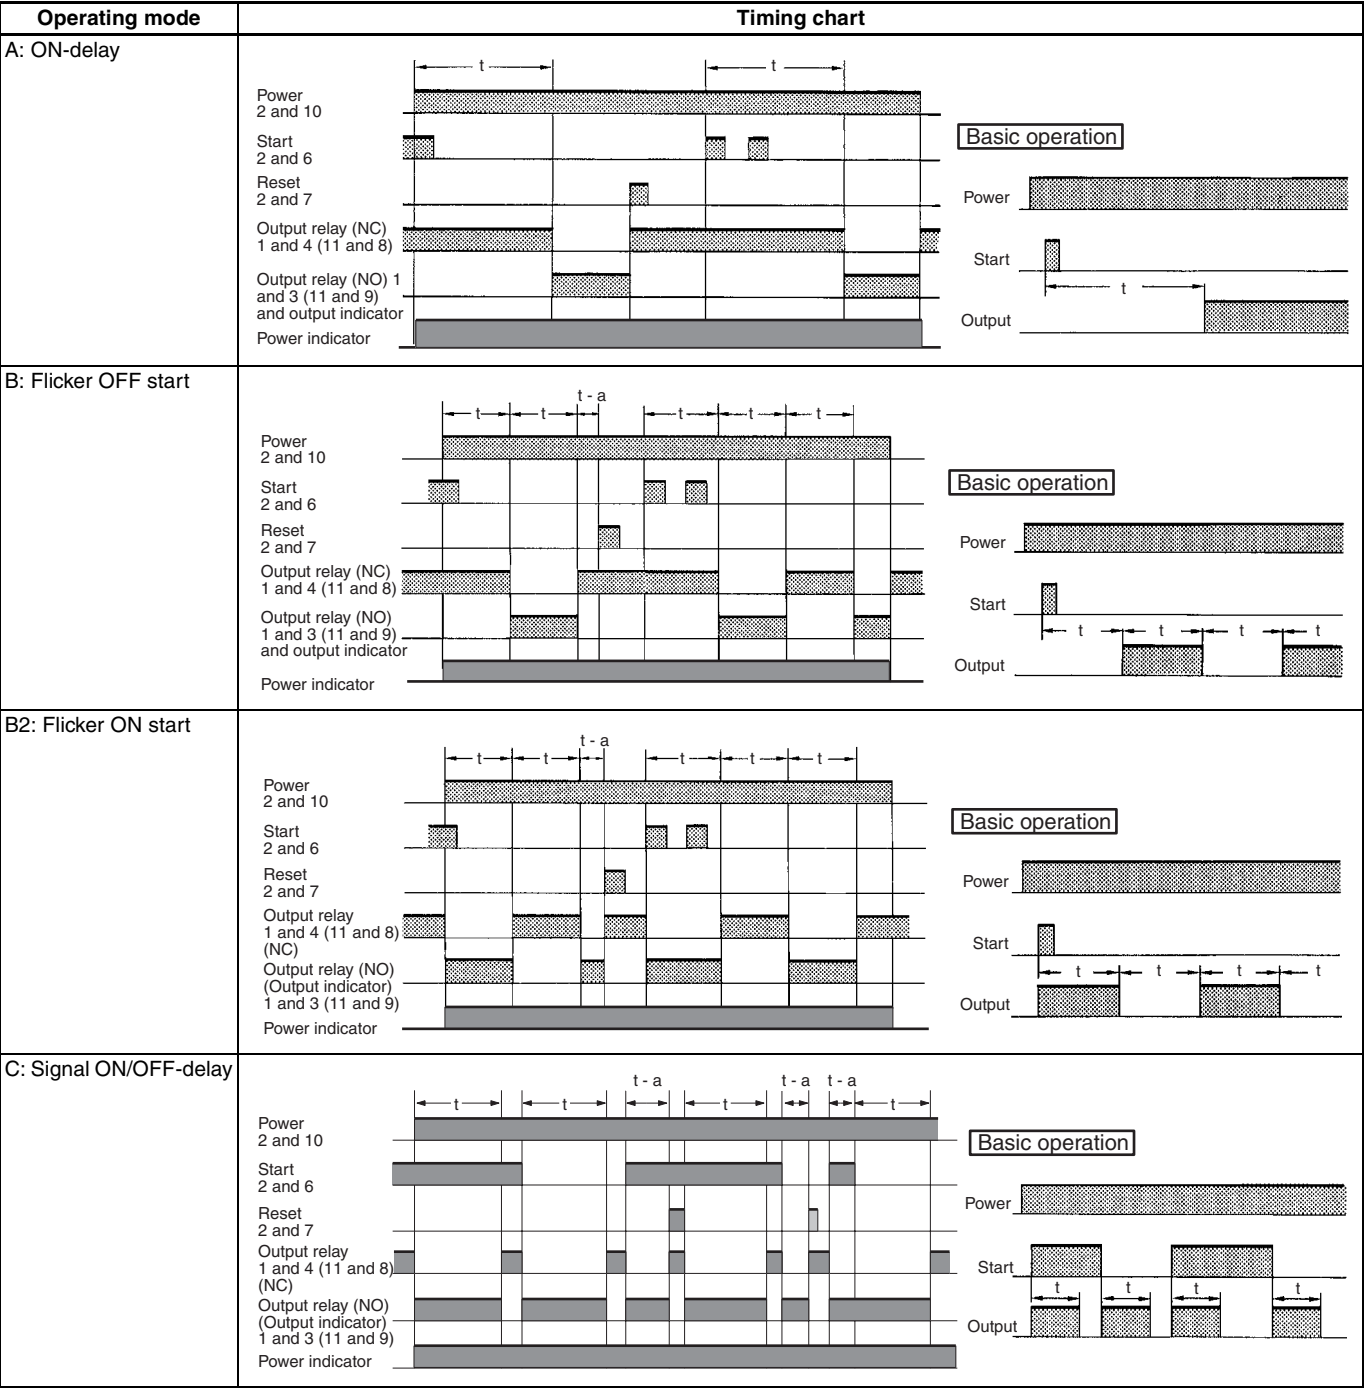 Operating mode
Timing chart
A: ON-delay
t
t
Power
2 and 10
Start
2 and 6
Reset
2 and 7
Output relay (NC)
1 and 4 (11 and 8)
Output relay (NO) 1
and 3 (11 and 9)
and output indicator
Power indicator
Basic operation
Power
Start
t
Output
B: Flicker OFF start
t - a
t
t
t
t
t
Power
2 and 10
Start
2 and 6
Reset
2 and 7
Output relay (NC)
1 and 4 (11 and 8)
Output relay (NO)
1 and 3 (11 and 9)
and output indicator
Power indicator
Basic operation
Power
Start
t
t
t
t
Output
B2: Flicker ON start
t - a
t
t
t
t
t
Power
2 and 10
Start
2 and 6
Reset
2 and 7
Output relay
1 and 4 (11 and 8)
(NC)
Output relay (NO)
(Output indicator)
1 and 3 (11 and 9)
Power indicator
Basic operation
Power
Start
t
t
t
t
Output
C: Signal ON/OFF-delay
t - a
t - a
t - a
t
t
t
t
Power
2 and 10
Start
2 and 6
Reset
2 and 7
Output relay
1 and 4 (11 and 8)
(NC)
Output relay (NO)
(Output indicator)
1 and 3 (11 and 9)
Power indicator
Basic operation
Power
Start
t
t
t
t
Output